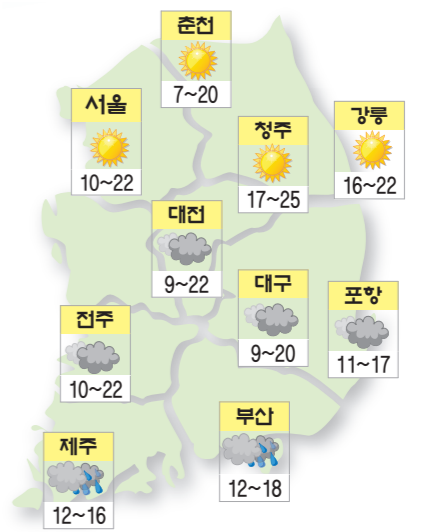 춘천
7~20
서울
10~22
청주
17~25
강릉
16~22
대전
9~22
대구
9~20
포항
11~17
전주
10~22
부산
12~18
제주
12~16